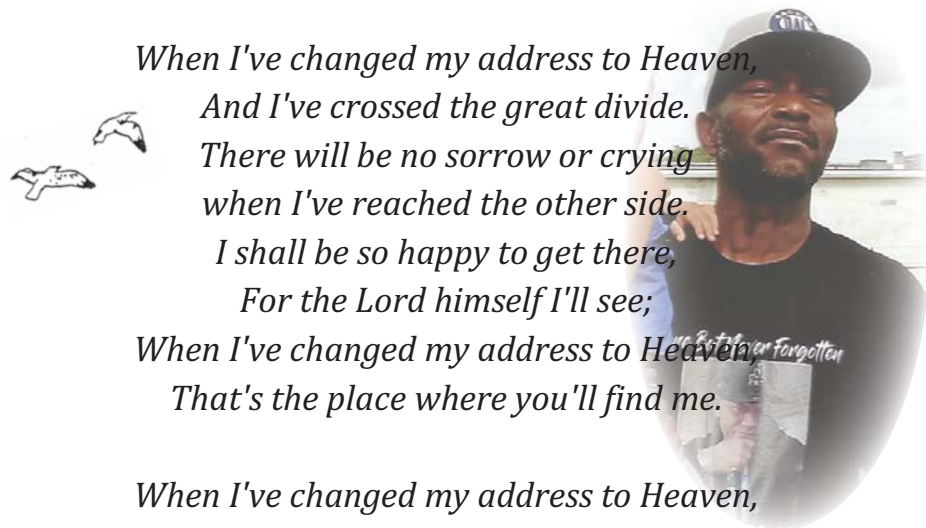 When I've changed my address to Heaven,
And I've crossed the great divide.
There will be no sorrow or crying
when I've reached the other side.
I shall be so happy to get there,
For the Lord himself I'll see;
When I've changed my address to Heaven,
Never Forgotten
That's the place where you'll find me.
When I've changed my address to Heaven,